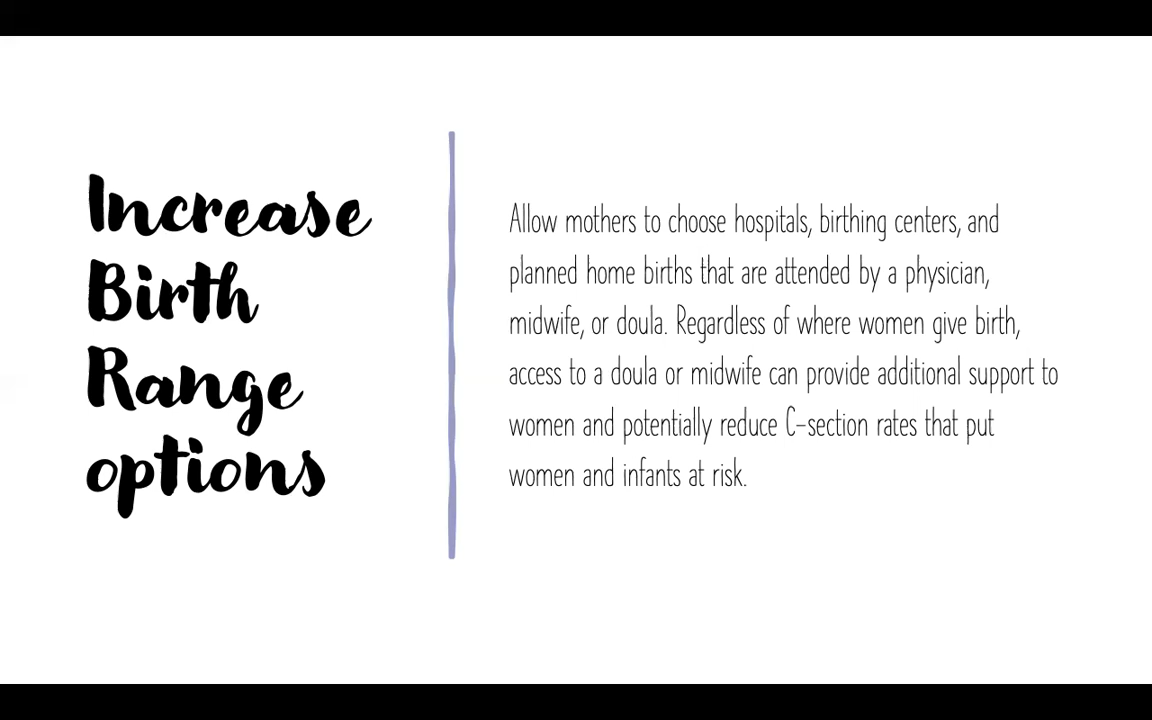 Increase
Birth
Range
options
Allow mothers to choose hospitals, birthing centers, and
planned home births that are attended by a physician,
midwife, or doula. Regardless of where women give birth,
access to a doula or midwife can provide additional support to
women and potentially reduce C-section rates that put
women and infants at risk.